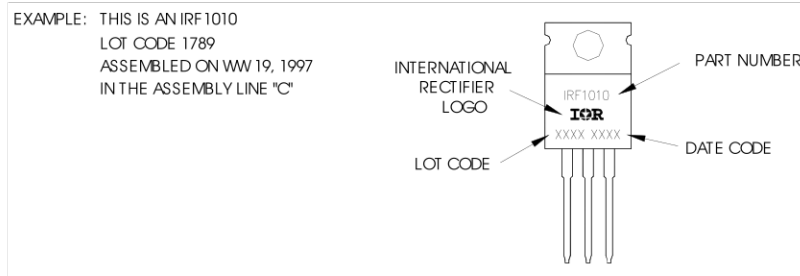 EXAMPLE: THIS IS AN IRF1010
LOT CODE 1789
ASSEMBLED ON WW 19, 1997
IN THE ASSEMBLY LINE "C"
INTERNATIONAL
RECTIFIER
LOGO
LOT CODE
IRF1010
IOR
XXXX XXXX
PART NUMBER
DATE CODE